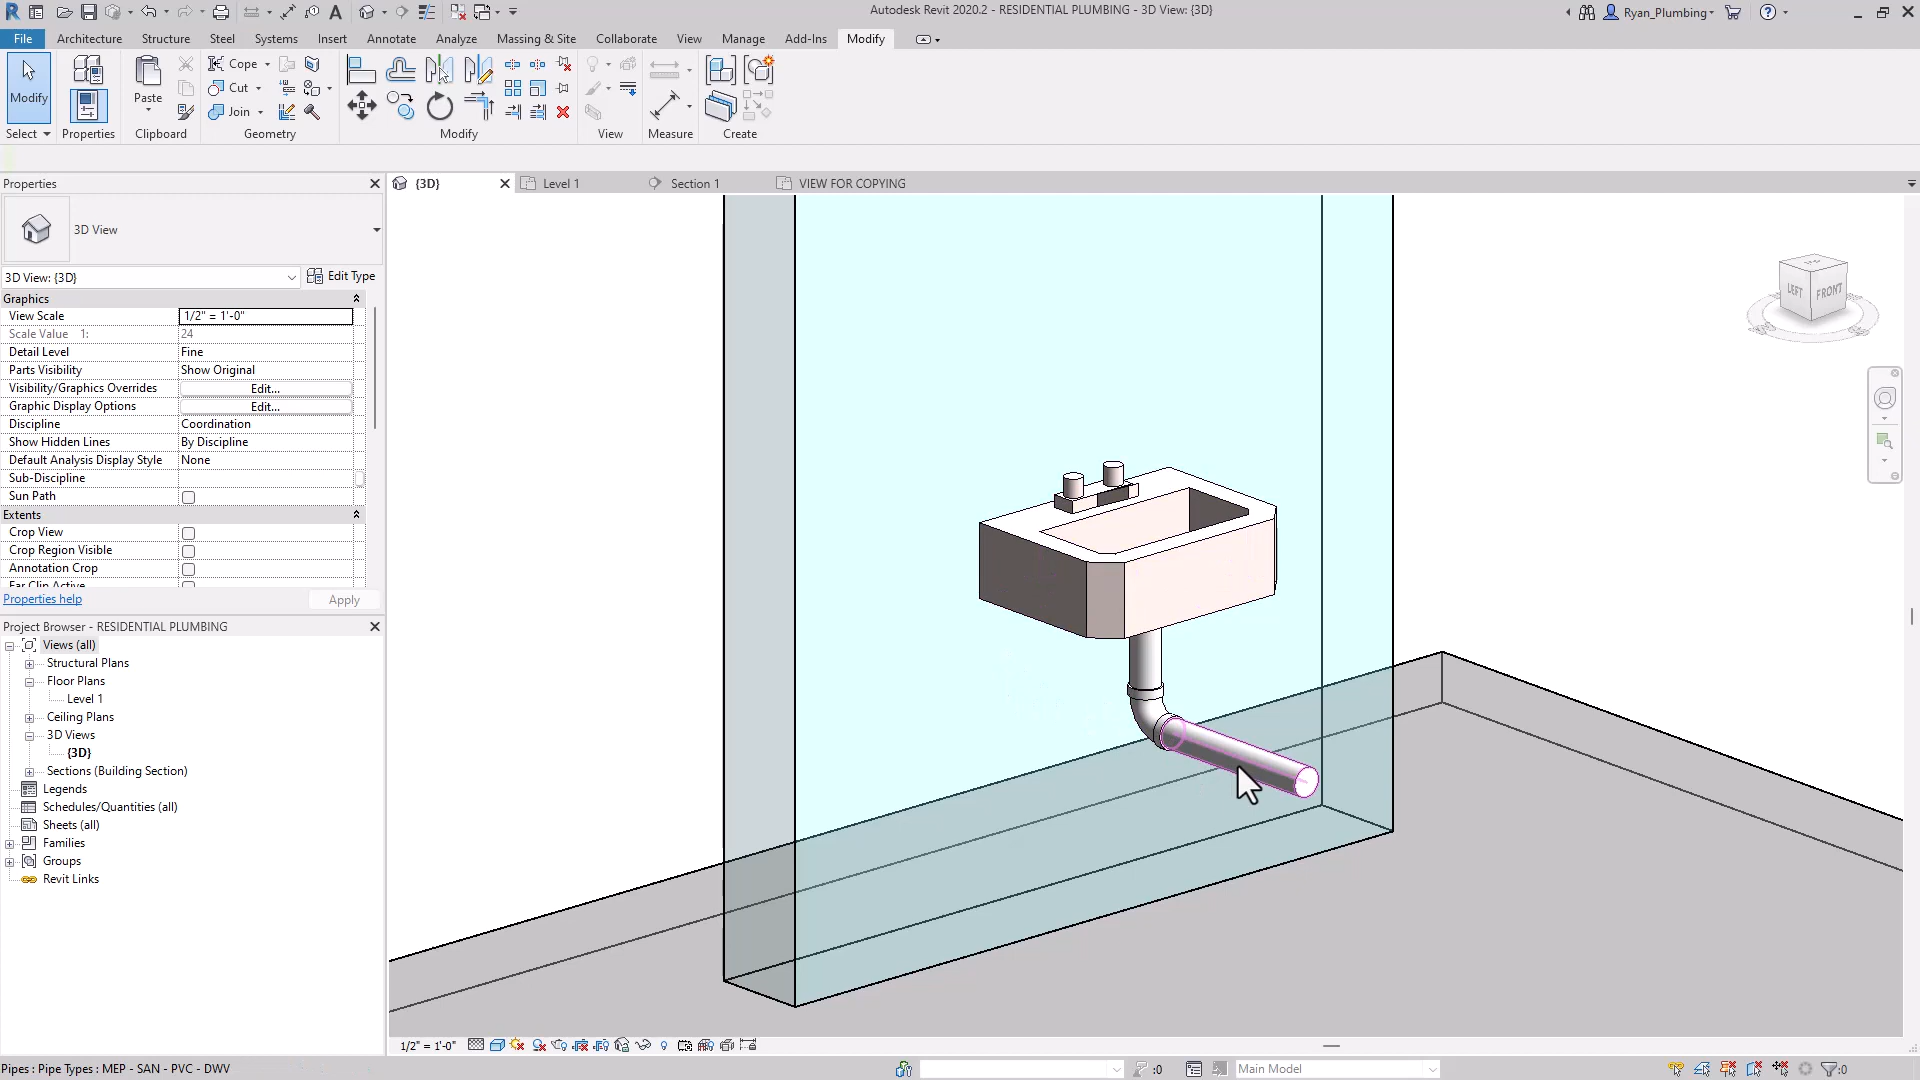 Autodesk Revit 2020.2 - RESIDENTIAL PLUMBING - 3D View: {3D}
Ryan_Plumbing
File Architecture Structure Steel Systems Insert Annotate Analyze Massing & Site Collaborate View Manage Add-Ins Modify
Modify
Paste
Cope
Cut
Join
Select Properties Clipboard Geometry Modify View Measure Create
Properties
3D View
3D View: {3D} Edit Type
Graphics
View Scale 1/2" = 1'-0"
Scale Value 1: 24
Detail Level Fine
Parts Visibility Show Original
Visibility/Graphics Overrides Edit...
Graphic Display Options Edit...
Discipline Coordination
Show Hidden Lines By Discipline
Default Analysis Display Style None
Sub-Discipline
Sun Path
Extents
Crop View
Crop Region Visible
Annotation Crop
Far Clip Active
Properties help Apply
Project Browser - RESIDENTIAL PLUMBING
Views (all)
Structural Plans
Floor Plans
Level 1
Ceiling Plans
3D Views
{3D}
Sections (Building Section)
Legends
Schedules/Quantities (all)
Sheets (all)
Families
Groups
Revit Links
{3D} Level 1 Section 1 VIEW FOR COPYING
LEFT FRONT
1/2" = 1'-0"
Pipes : Pipe Types : MEP - SAN - PVC - DWV
:0 Main Model :0